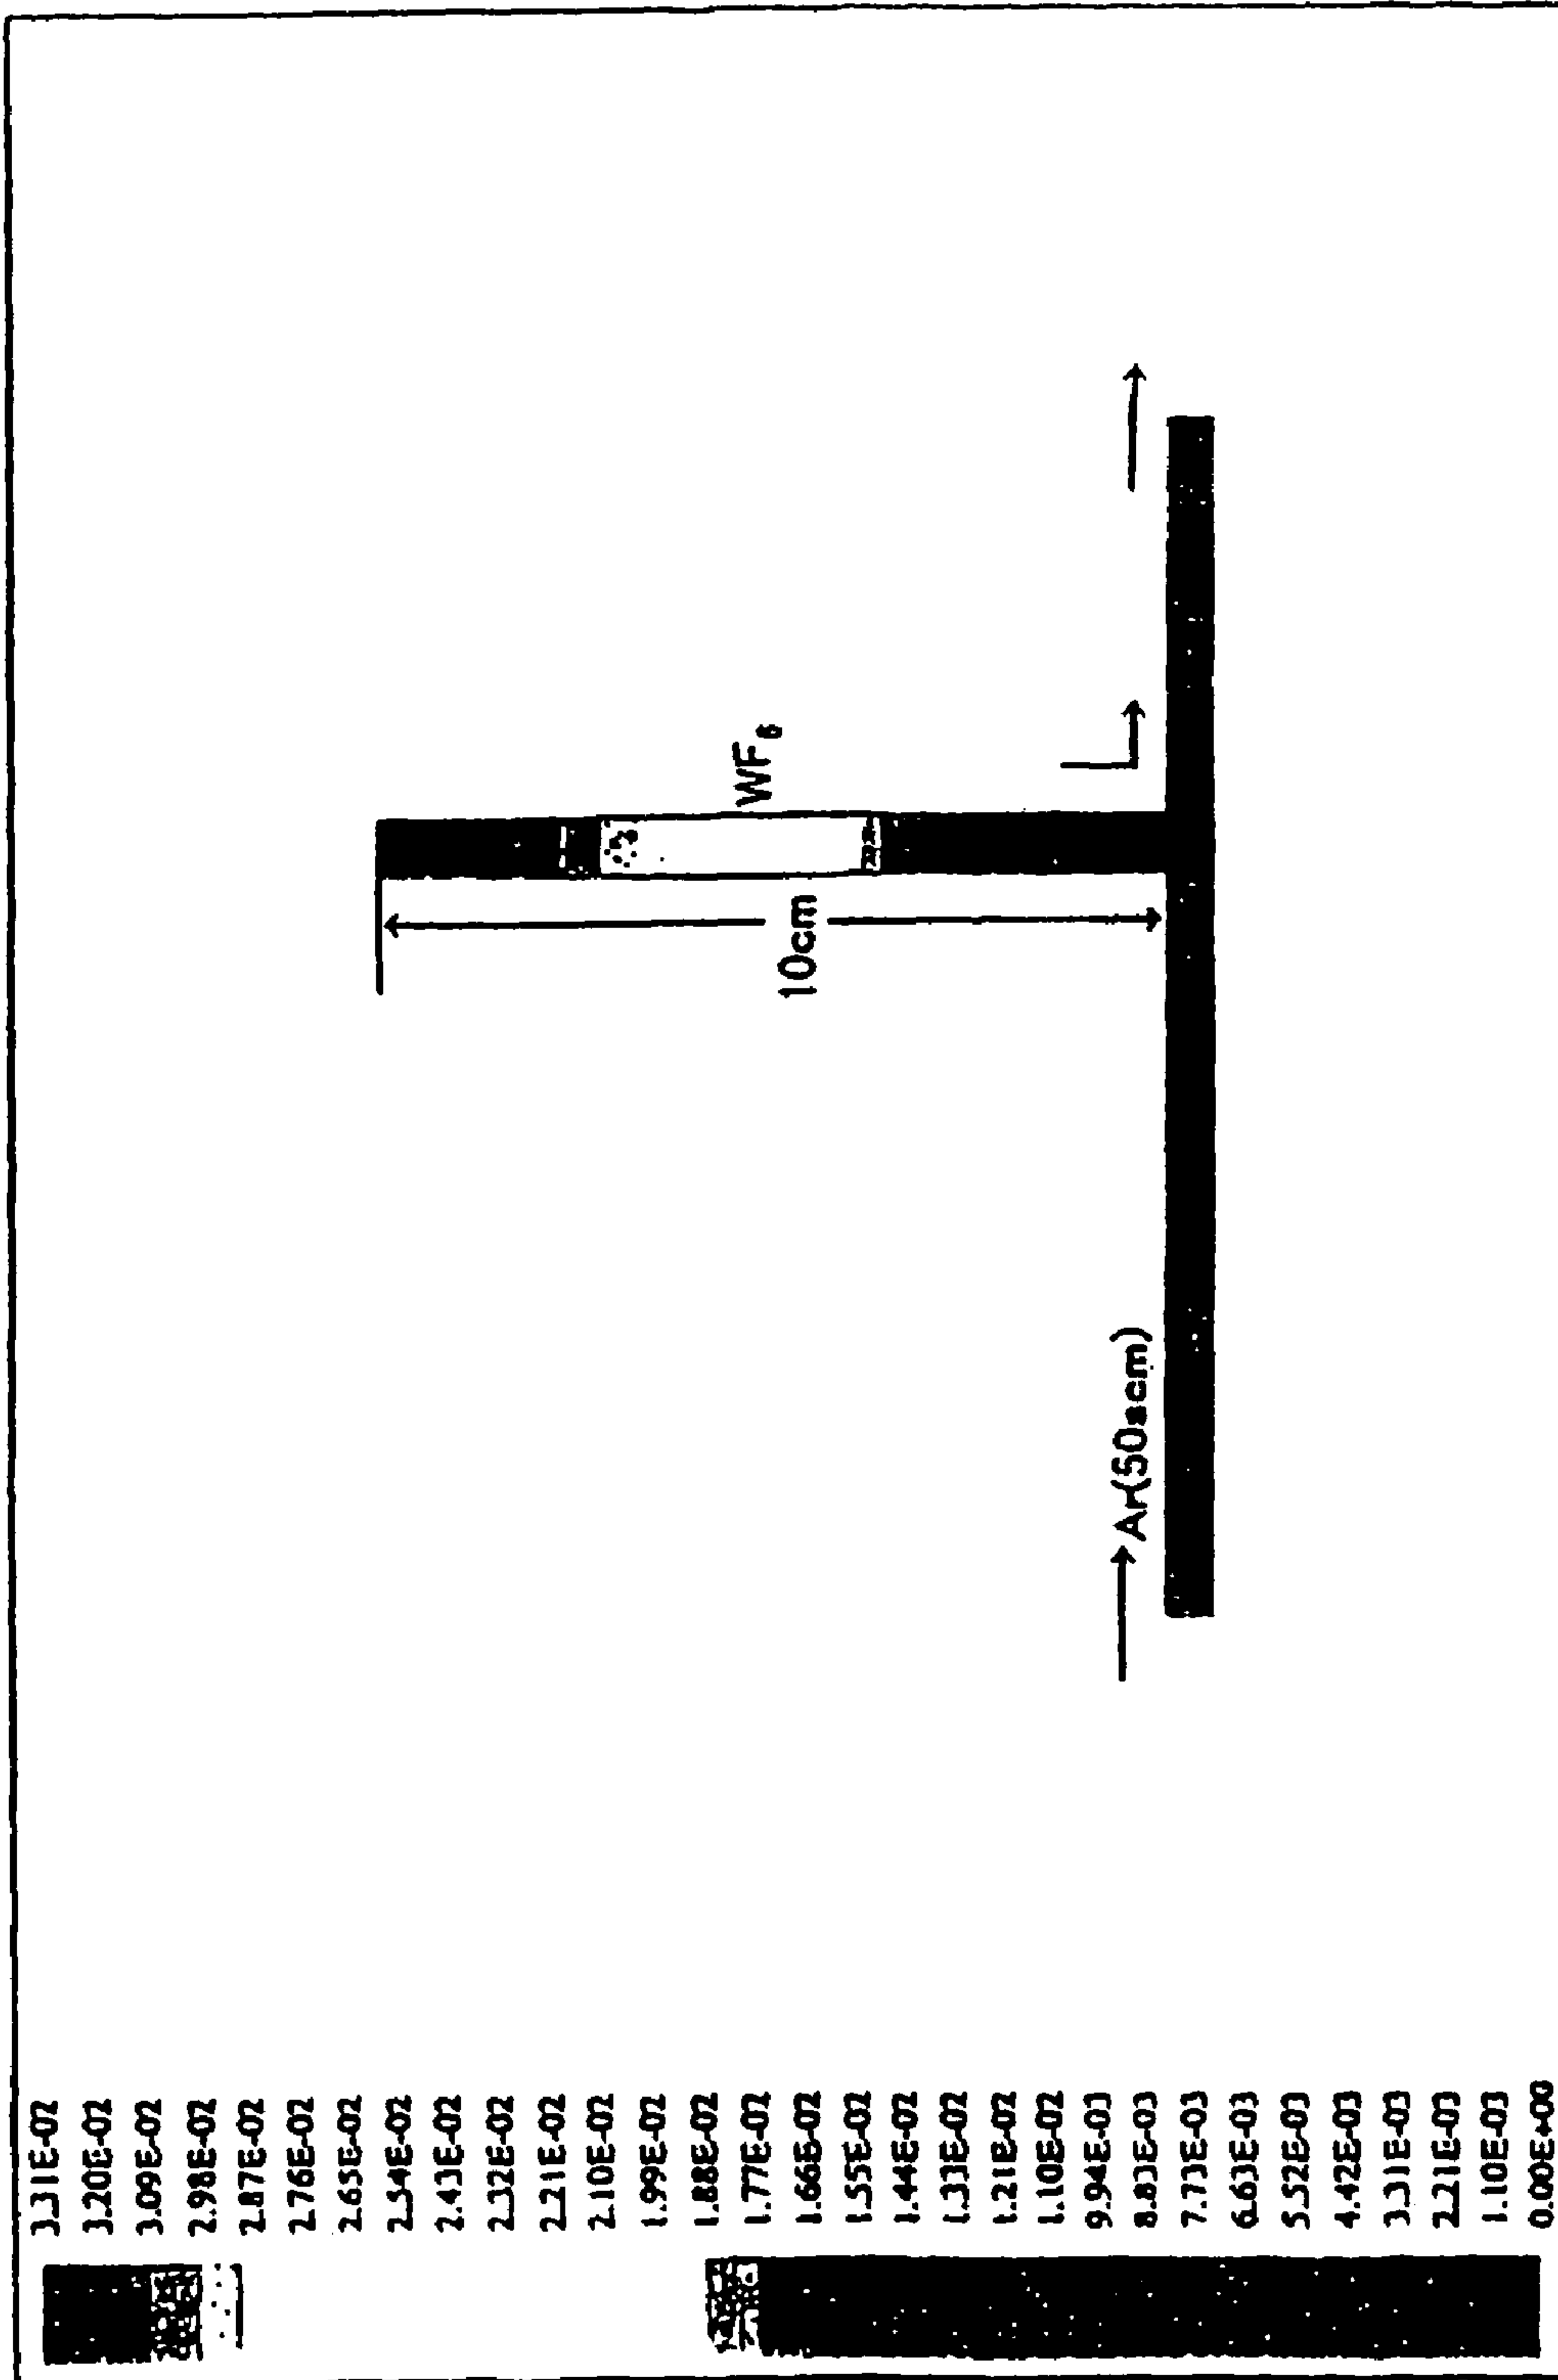 3.31E-02
3.20E-02
3.09E-02
2.98E-02
2.87E-02
2.76E-02
2.65E-02
2.54E-02
2.43E-02
2.32E-02
2.21E-02
2.10E-02
1.99E-02
1.88E-02
1.77E-02
1.66E-02
1.55E-02
1.44E-02
1.33E-02
1.21E-02
1.10E-02
9.94E-03
8.83E-03
7.73E-03
6.63E-03
5.52E-03
4.42E-03
3.31E-03
2.21E-03
1.10E-03
0.00E+00
Ar(50sccm)
10cm
WF₆